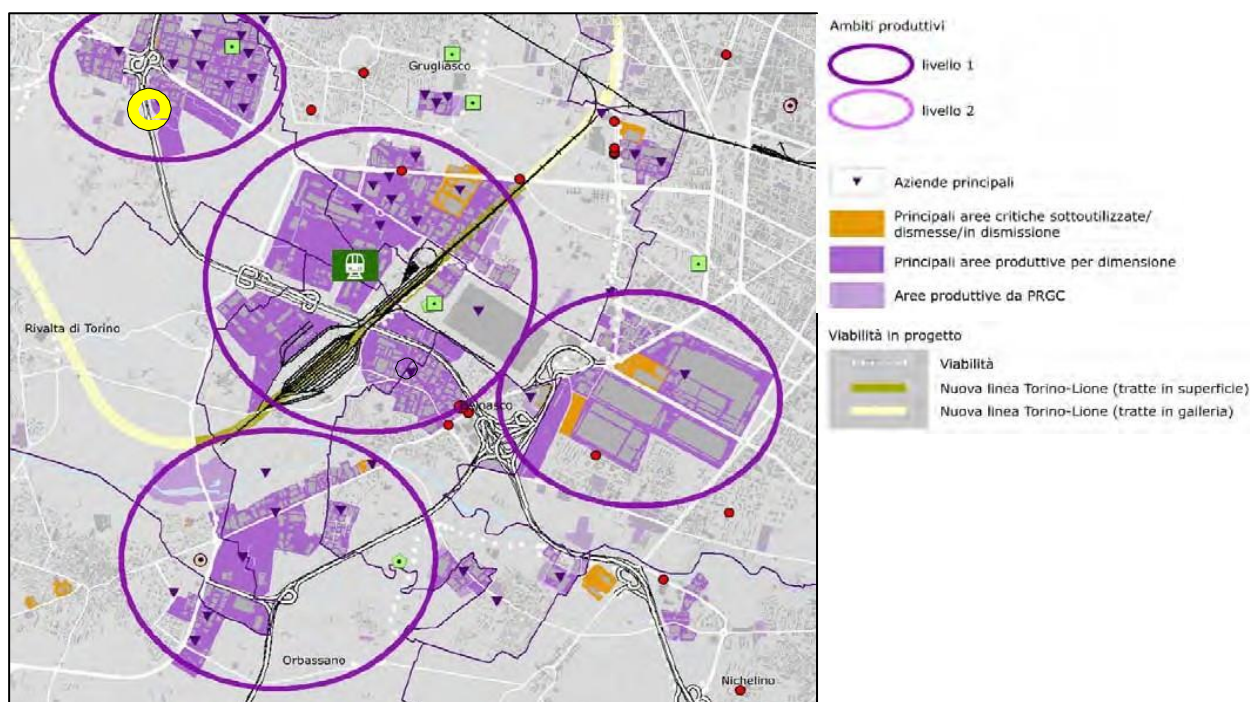 Grugliasco
Rivalta di Torino
Orbassano
Nichelino
Ambiti produttivi
livello 1
livello 2
Aziende principali
Principali aree critiche sottoutilizzate/
dismesse/in dismissione
Principali aree produttive per dimensione
Aree produttive da PRGC
Viabilità in progetto
Viabilità
Nuova linea Torino-Lione (tratte in superficie)
Nuova linea Torino-Lione (tratte in galleria)